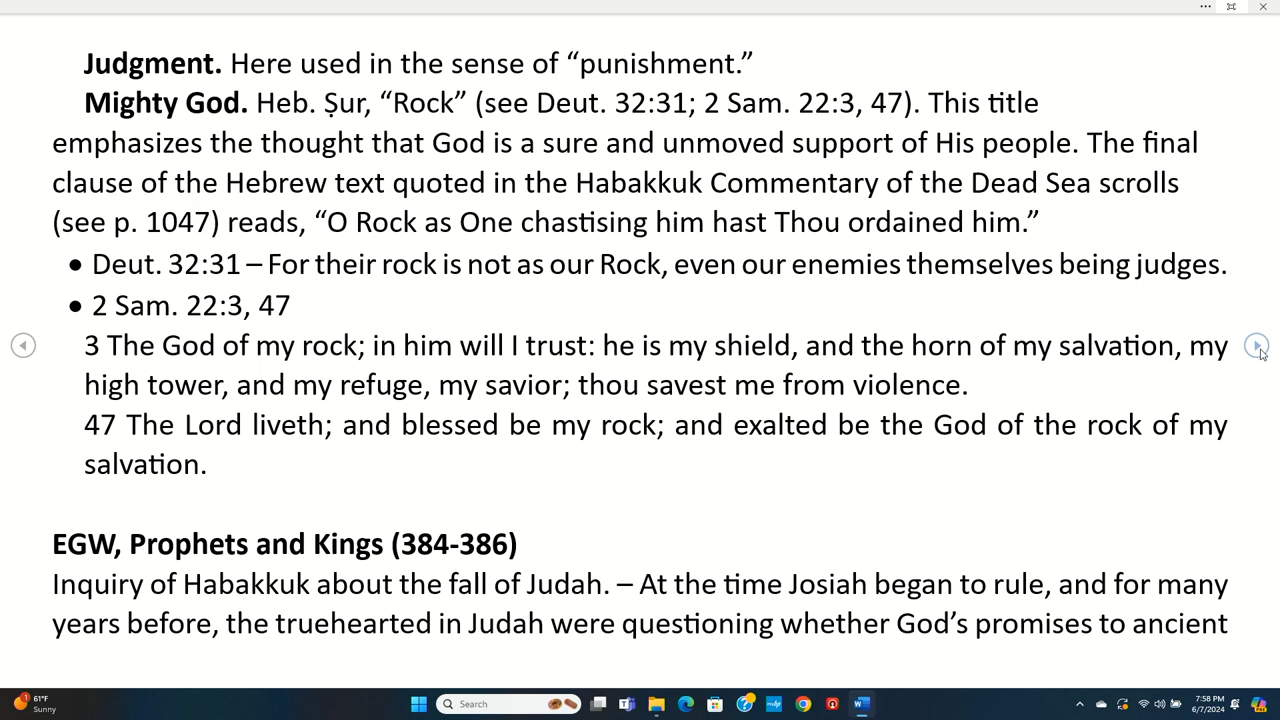 Judgment. Here used in the sense of “punishment.”
Mighty God. Heb. Ṣur, “Rock” (see Deut. 32:31; 2 Sam. 22:3, 47). This title
emphasizes the thought that God is a sure and unmoved support of His people. The final
clause of the Hebrew text quoted in the Habakkuk Commentary of the Dead Sea scrolls
(see p. 1047) reads, “O Rock as One chastising him hast Thou ordained him.”
• Deut. 32:31 – For their rock is not as our Rock, even our enemies themselves being judges.
• 2 Sam. 22:3, 47
3 The God of my rock; in him will I trust: he is my shield, and the horn of my salvation, my
high tower, and my refuge, my savior; thou savest me from violence.
47 The Lord liveth; and blessed be my rock; and exalted be the God of the rock of my
salvation.
EGW, Prophets and Kings (384-386)
Inquiry of Habakkuk about the fall of Judah. – At the time Josiah began to rule, and for many
years before, the truehearted in Judah were questioning whether God’s promises to ancient
1
61°F
Sunny
Search
7:58 PM
6/7/2024